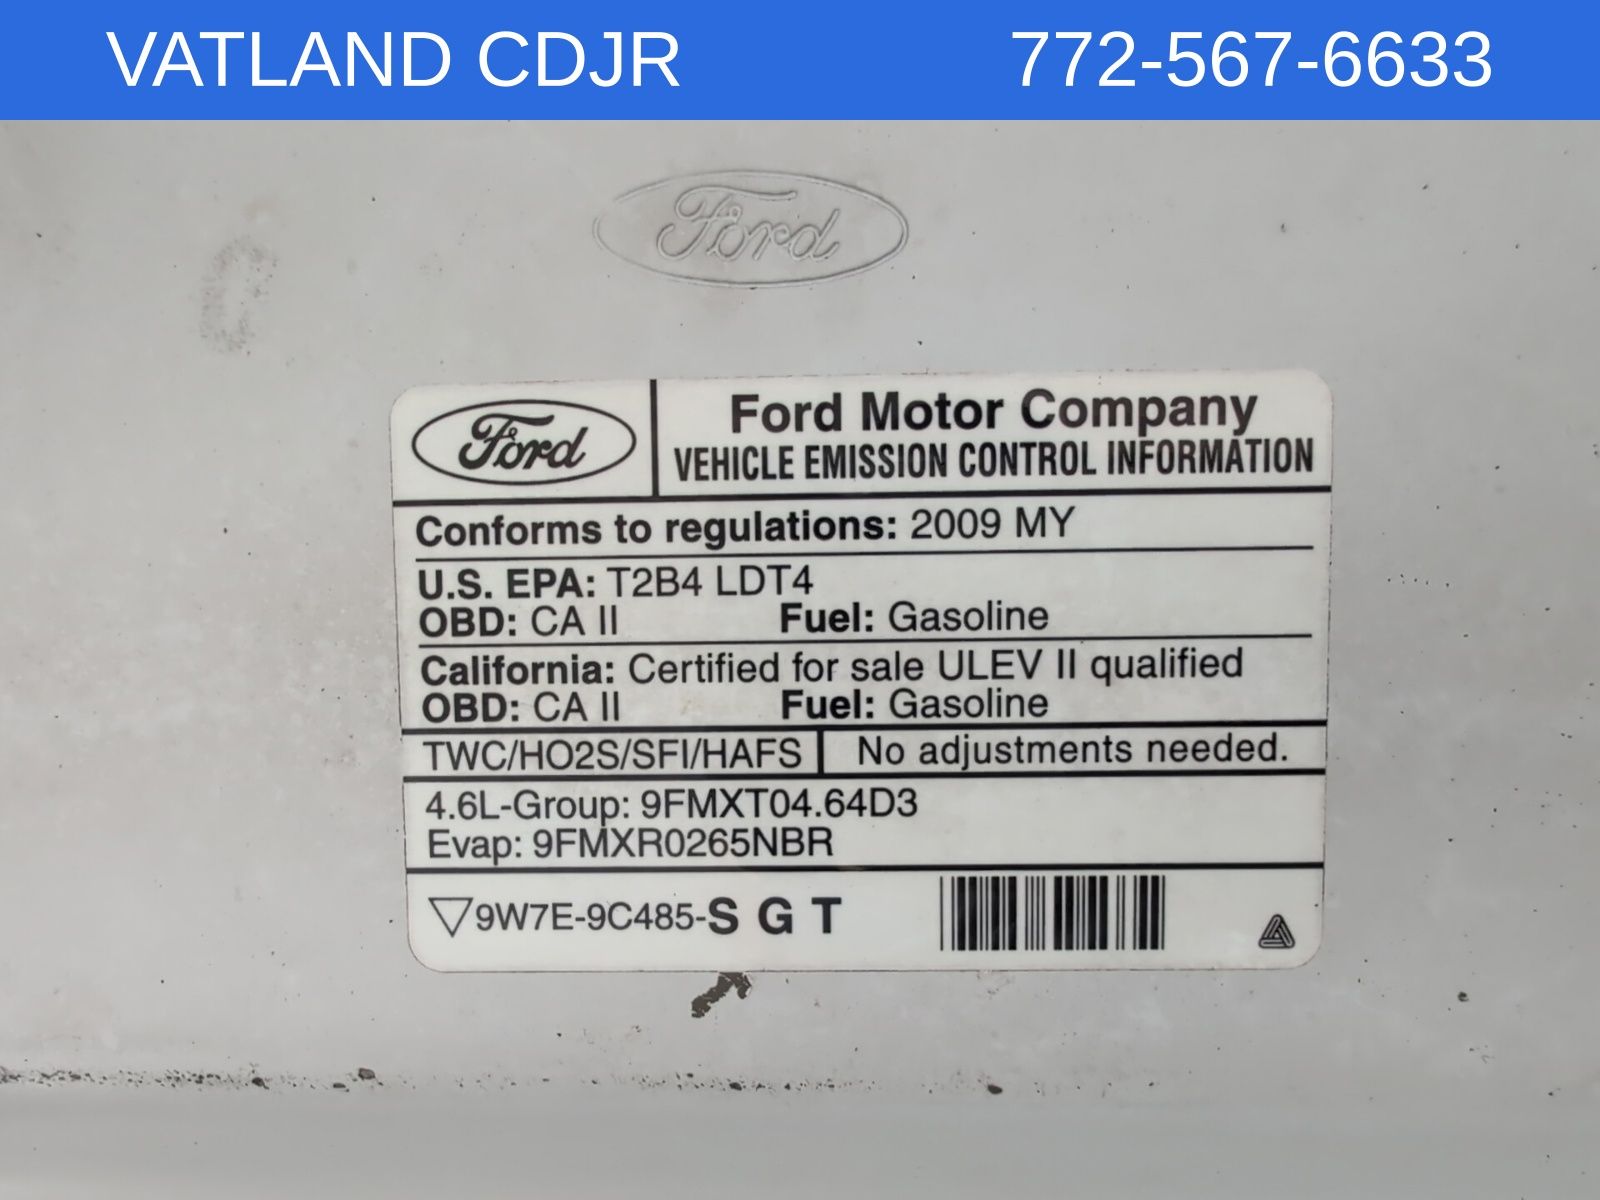 VATLAND CDJR 772-567-6633
Ford
Ford
Ford Motor Company
VEHICLE EMISSION CONTROL INFORMATION
Conforms to regulations: 2009 MY
U.S. EPA: T2B4 LDT4
OBD: CA II Fuel: Gasoline
California: Certified for sale ULEV II qualified
OBD: CA II Fuel: Gasoline
TWC/HO2S/SFI/HAFS No adjustments needed.
4.6L-Group: 9FMXT04.64D3
Evap: 9FMXR0265NBR
9W7E-9C485-S G T